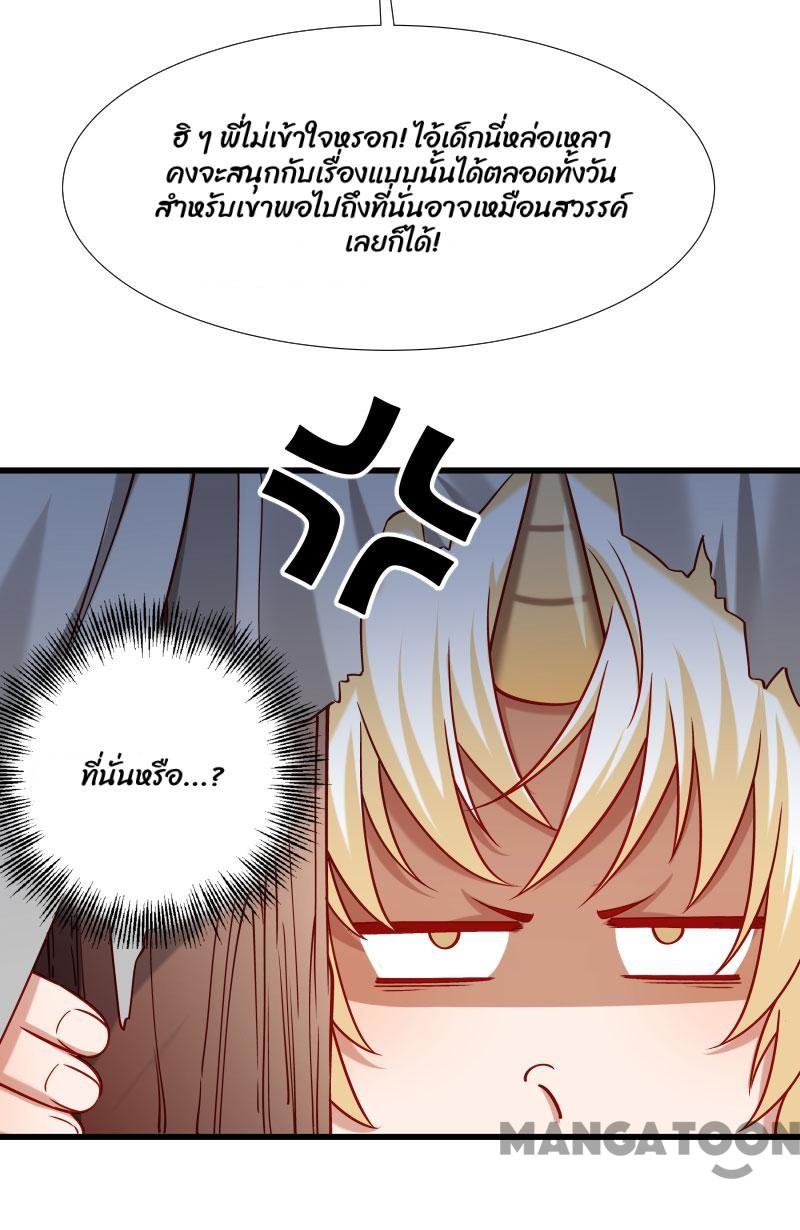 ฮิ ๆ พี่ไม่เข้าใจหรอก! ไอ้เด็กนี่หล่อเหลา
คงจะสนุกกับเรื่องแบบนั้นได้ตลอดทั้งวัน
สำหรับเขาพอไปถึงที่นั่นอาจเหมือนสวรรค์
เลยก็ได้!
ที่นั่นหรือ...?
MANGATOON